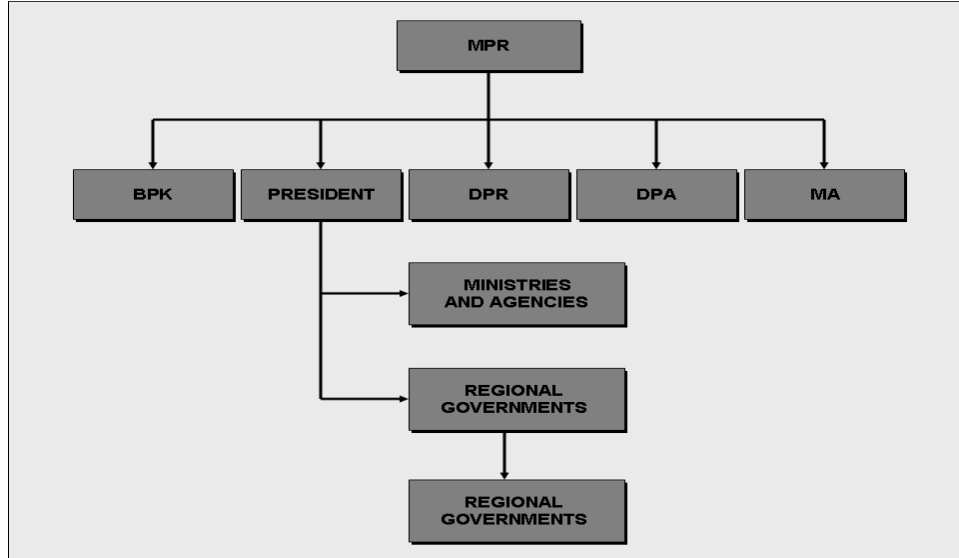 MPR
BPK
PRESIDENT
DPR
DPA
MA
MINISTRIES
AND AGENCIES
REGIONAL
GOVERNMENTS
REGIONAL
GOVERNMENTS